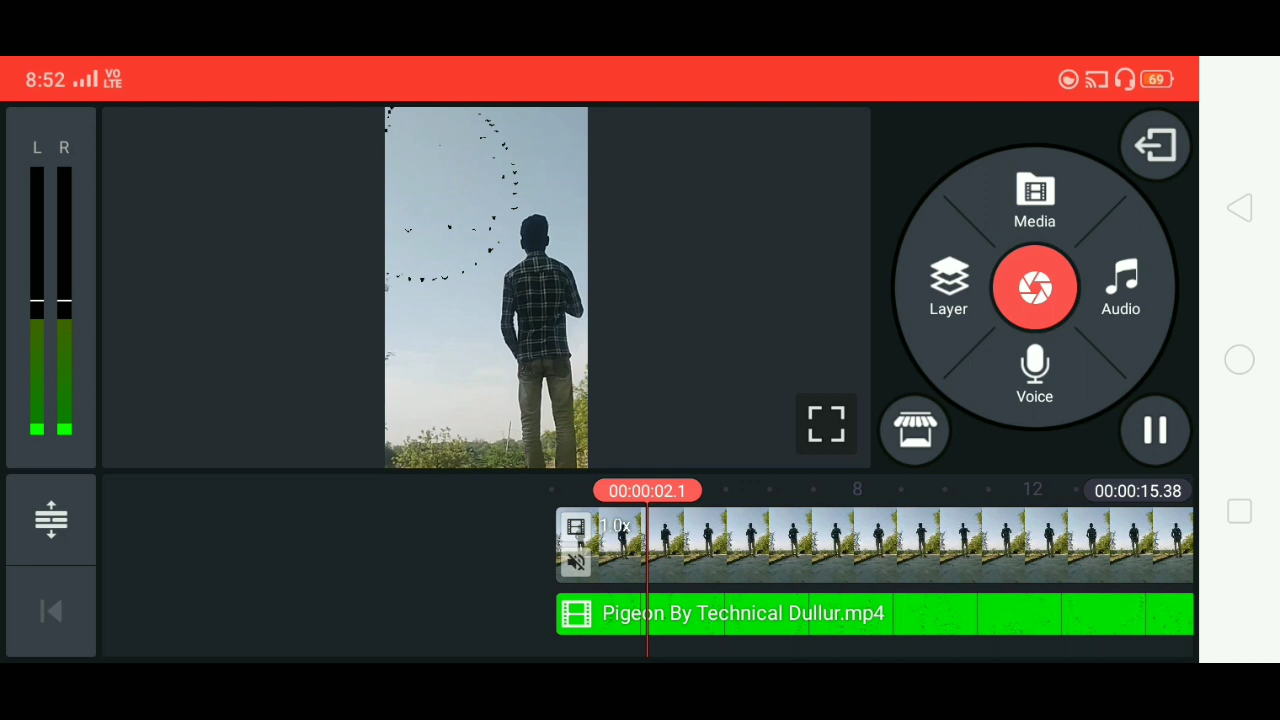 8:52 VO LTE 69
L R
Media
Layer
Audio
Voice
00:00:02.1 8 12 00:00:15.38
1.0x
Pigeon By Technical Dullur.mp4